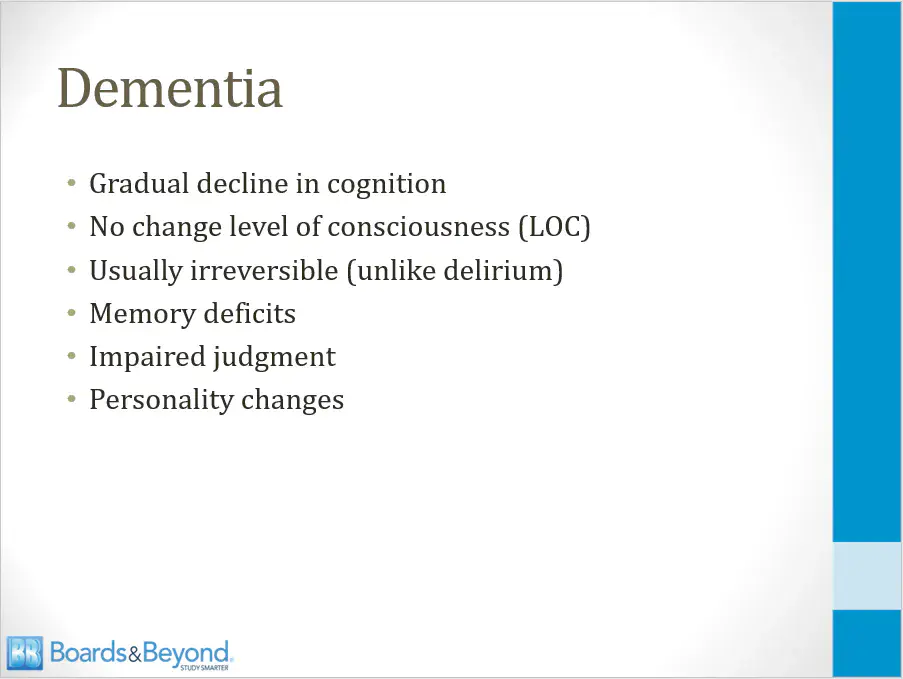 Dementia
• Gradual decline in cognition
• No change level of consciousness (LOC)
• Usually irreversible (unlike delirium)
• Memory deficits
• Impaired judgment
• Personality changes
BB Boards&Beyond.
STUDY SMARTER